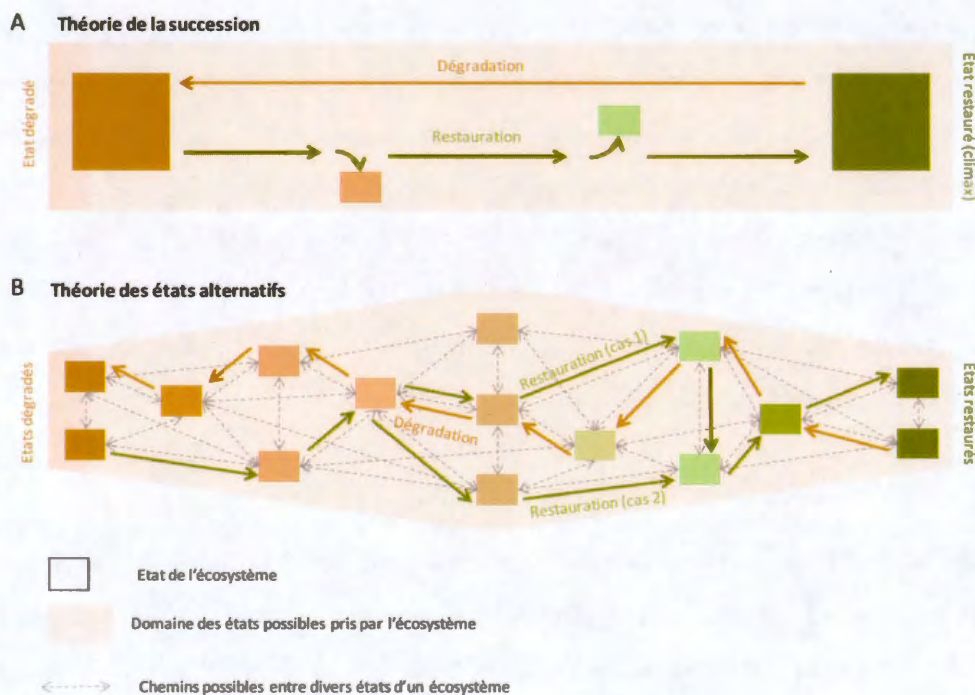 A Théorie de la succession
Etat dégradé
Dégradation
Restauration
Etat restauré (climax)
B Théorie des états alternatifs
Etats dégradés
Restauration (cas 1)
Dégradation
Restauration (cas 2)
Etats restaurés
Etat de l'écosystème
Domaine des états possibles pris par l'écosystème
Chemins possibles entre divers états d'un écosystème